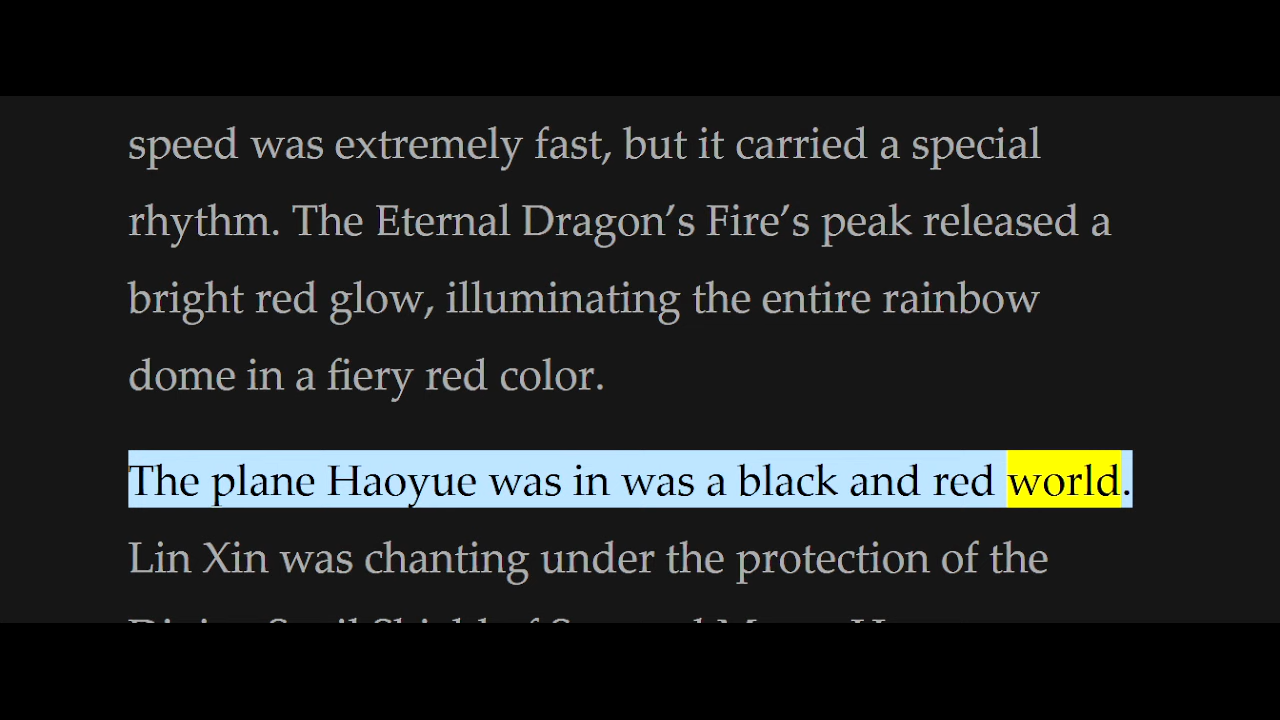 speed was extremely fast, but it carried a special
rhythm. The Eternal Dragon’s Fire’s peak released a
bright red glow, illuminating the entire rainbow
dome in a fiery red color.
The plane Haoyue was in was a black and red world.
Lin Xin was chanting under the protection of the